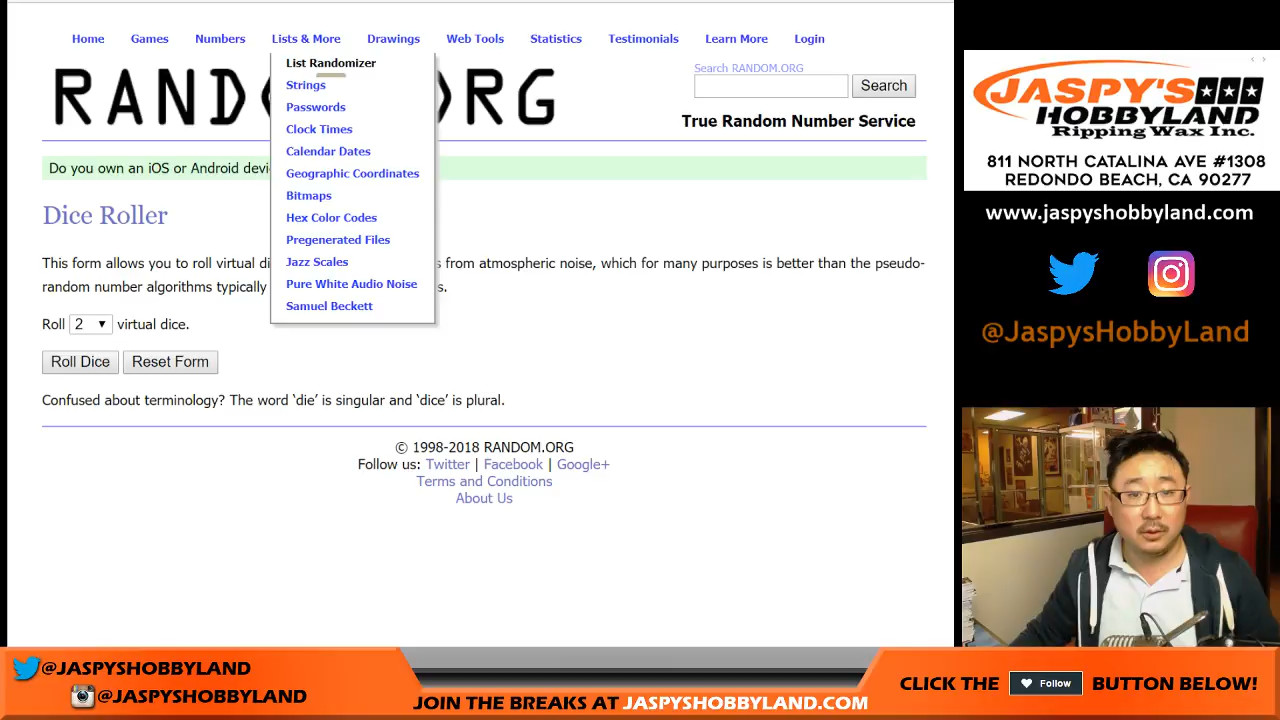 Home Games Numbers Lists & More Drawings Web Tools Statistics Testimonials Learn More Login
List Randomizer
Strings
Passwords
Clock Times
Calendar Dates
Geographic Coordinates
Bitmaps
Hex Color Codes
Pregenerated Files
Jazz Scales
Pure White Audio Noise
Samuel Beckett
Search RANDOM.ORG
Search
True Random Number Service
Do you own an iOS or Android devi
Dice Roller
This form allows you to roll virtual di s from atmospheric noise, which for many purposes is better than the pseudo-
random number algorithms typically s.
Roll 2 virtual dice.
Roll Dice Reset Form
Confused about terminology? The word ‘die’ is singular and ‘dice’ is plural.
© 1998-2018 RANDOM.ORG
Follow us: Twitter | Facebook | Google+
Terms and Conditions
About Us
JASPY'S
HOBBYLAND
Ripping Wax Inc.
811 NORTH CATALINA AVE #1308
REDONDO BEACH, CA 90277
www.jaspyshobbyland.com
@JaspysHobbyLand
@JASPYSHOBBYLAND
@JASPYSHOBBYLAND
JOIN THE BREAKS AT JASPYSHOBBYLAND.COM
CLICK THE Follow BUTTON BELOW!